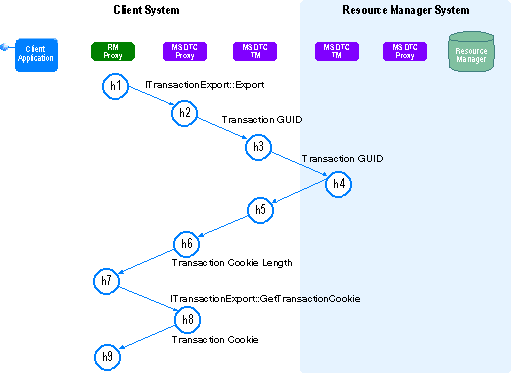 Client System
Resource Manager System
Client
Application
RM
Proxy
MSDTC
Proxy
MSDTC
TM
MSDTC
TM
MSDTC
Proxy
Resource
Manager
h1
ITransactionExport::Export
h2
Transaction GUID
h3
Transaction GUID
h4
h5
h6
Transaction Cookie Length
h7
ITransactionExport::GetTransactionCookie
h8
Transaction Cookie
h9